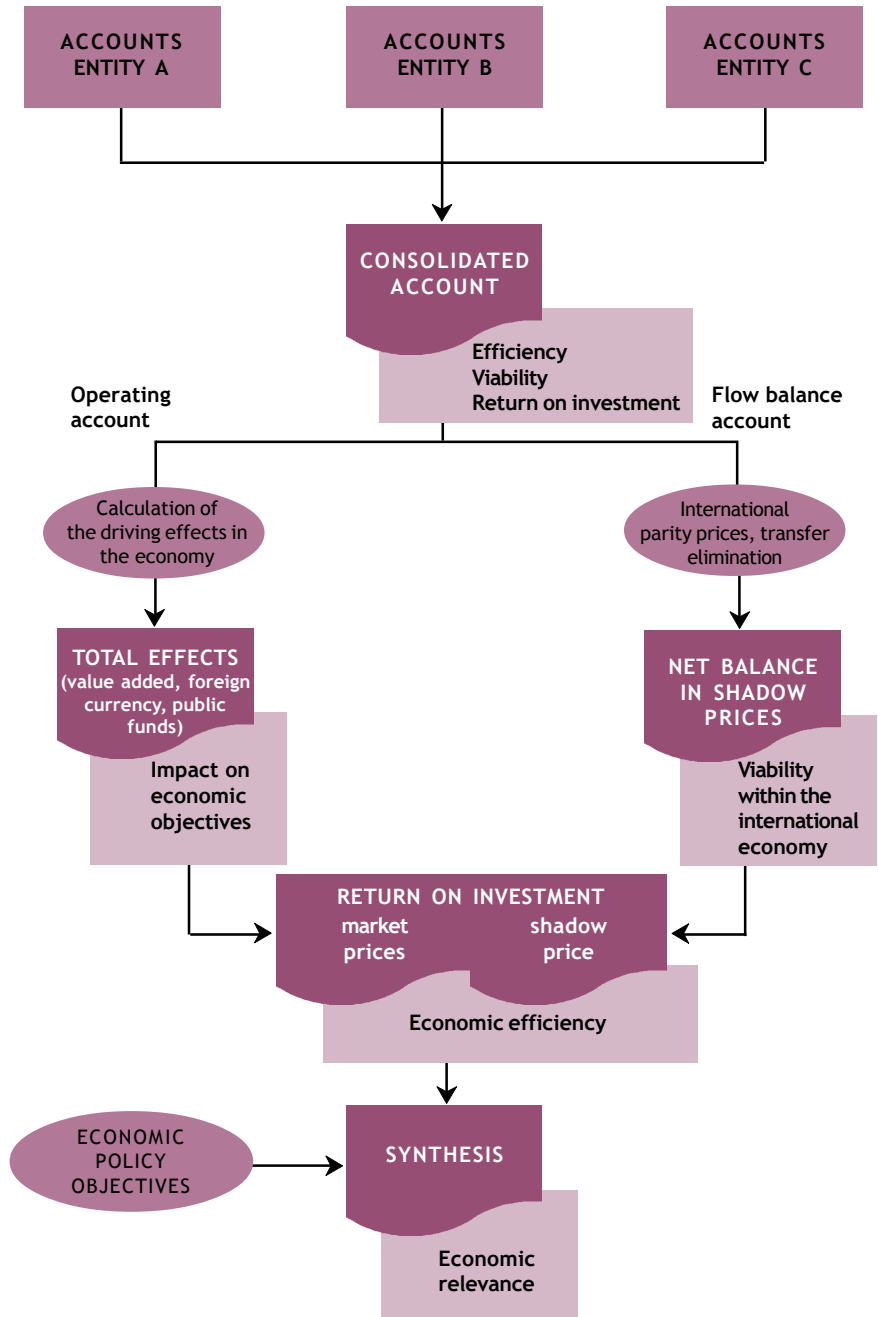 ACCOUNTS
ENTITY A
ACCOUNTS
ENTITY B
ACCOUNTS
ENTITY C
CONSOLIDATED
ACCOUNT
Efficiency
Viability
Return on investment
Operating
account
Flow balance
account
Calculation of
the driving effects in
the economy
International
parity prices, transfer
elimination
TOTAL EFFECTS
(value added, foreign
currency, public
funds)
Impact on
economic
objectives
NET BALANCE
IN SHADOW
PRICES
Viability
within the
international
economy
RETURN ON INVESTMENT
market
prices
shadow
price
Economic efficiency
ECONOMIC
POLICY
OBJECTIVES
SYNTHESIS
Economic
relevance